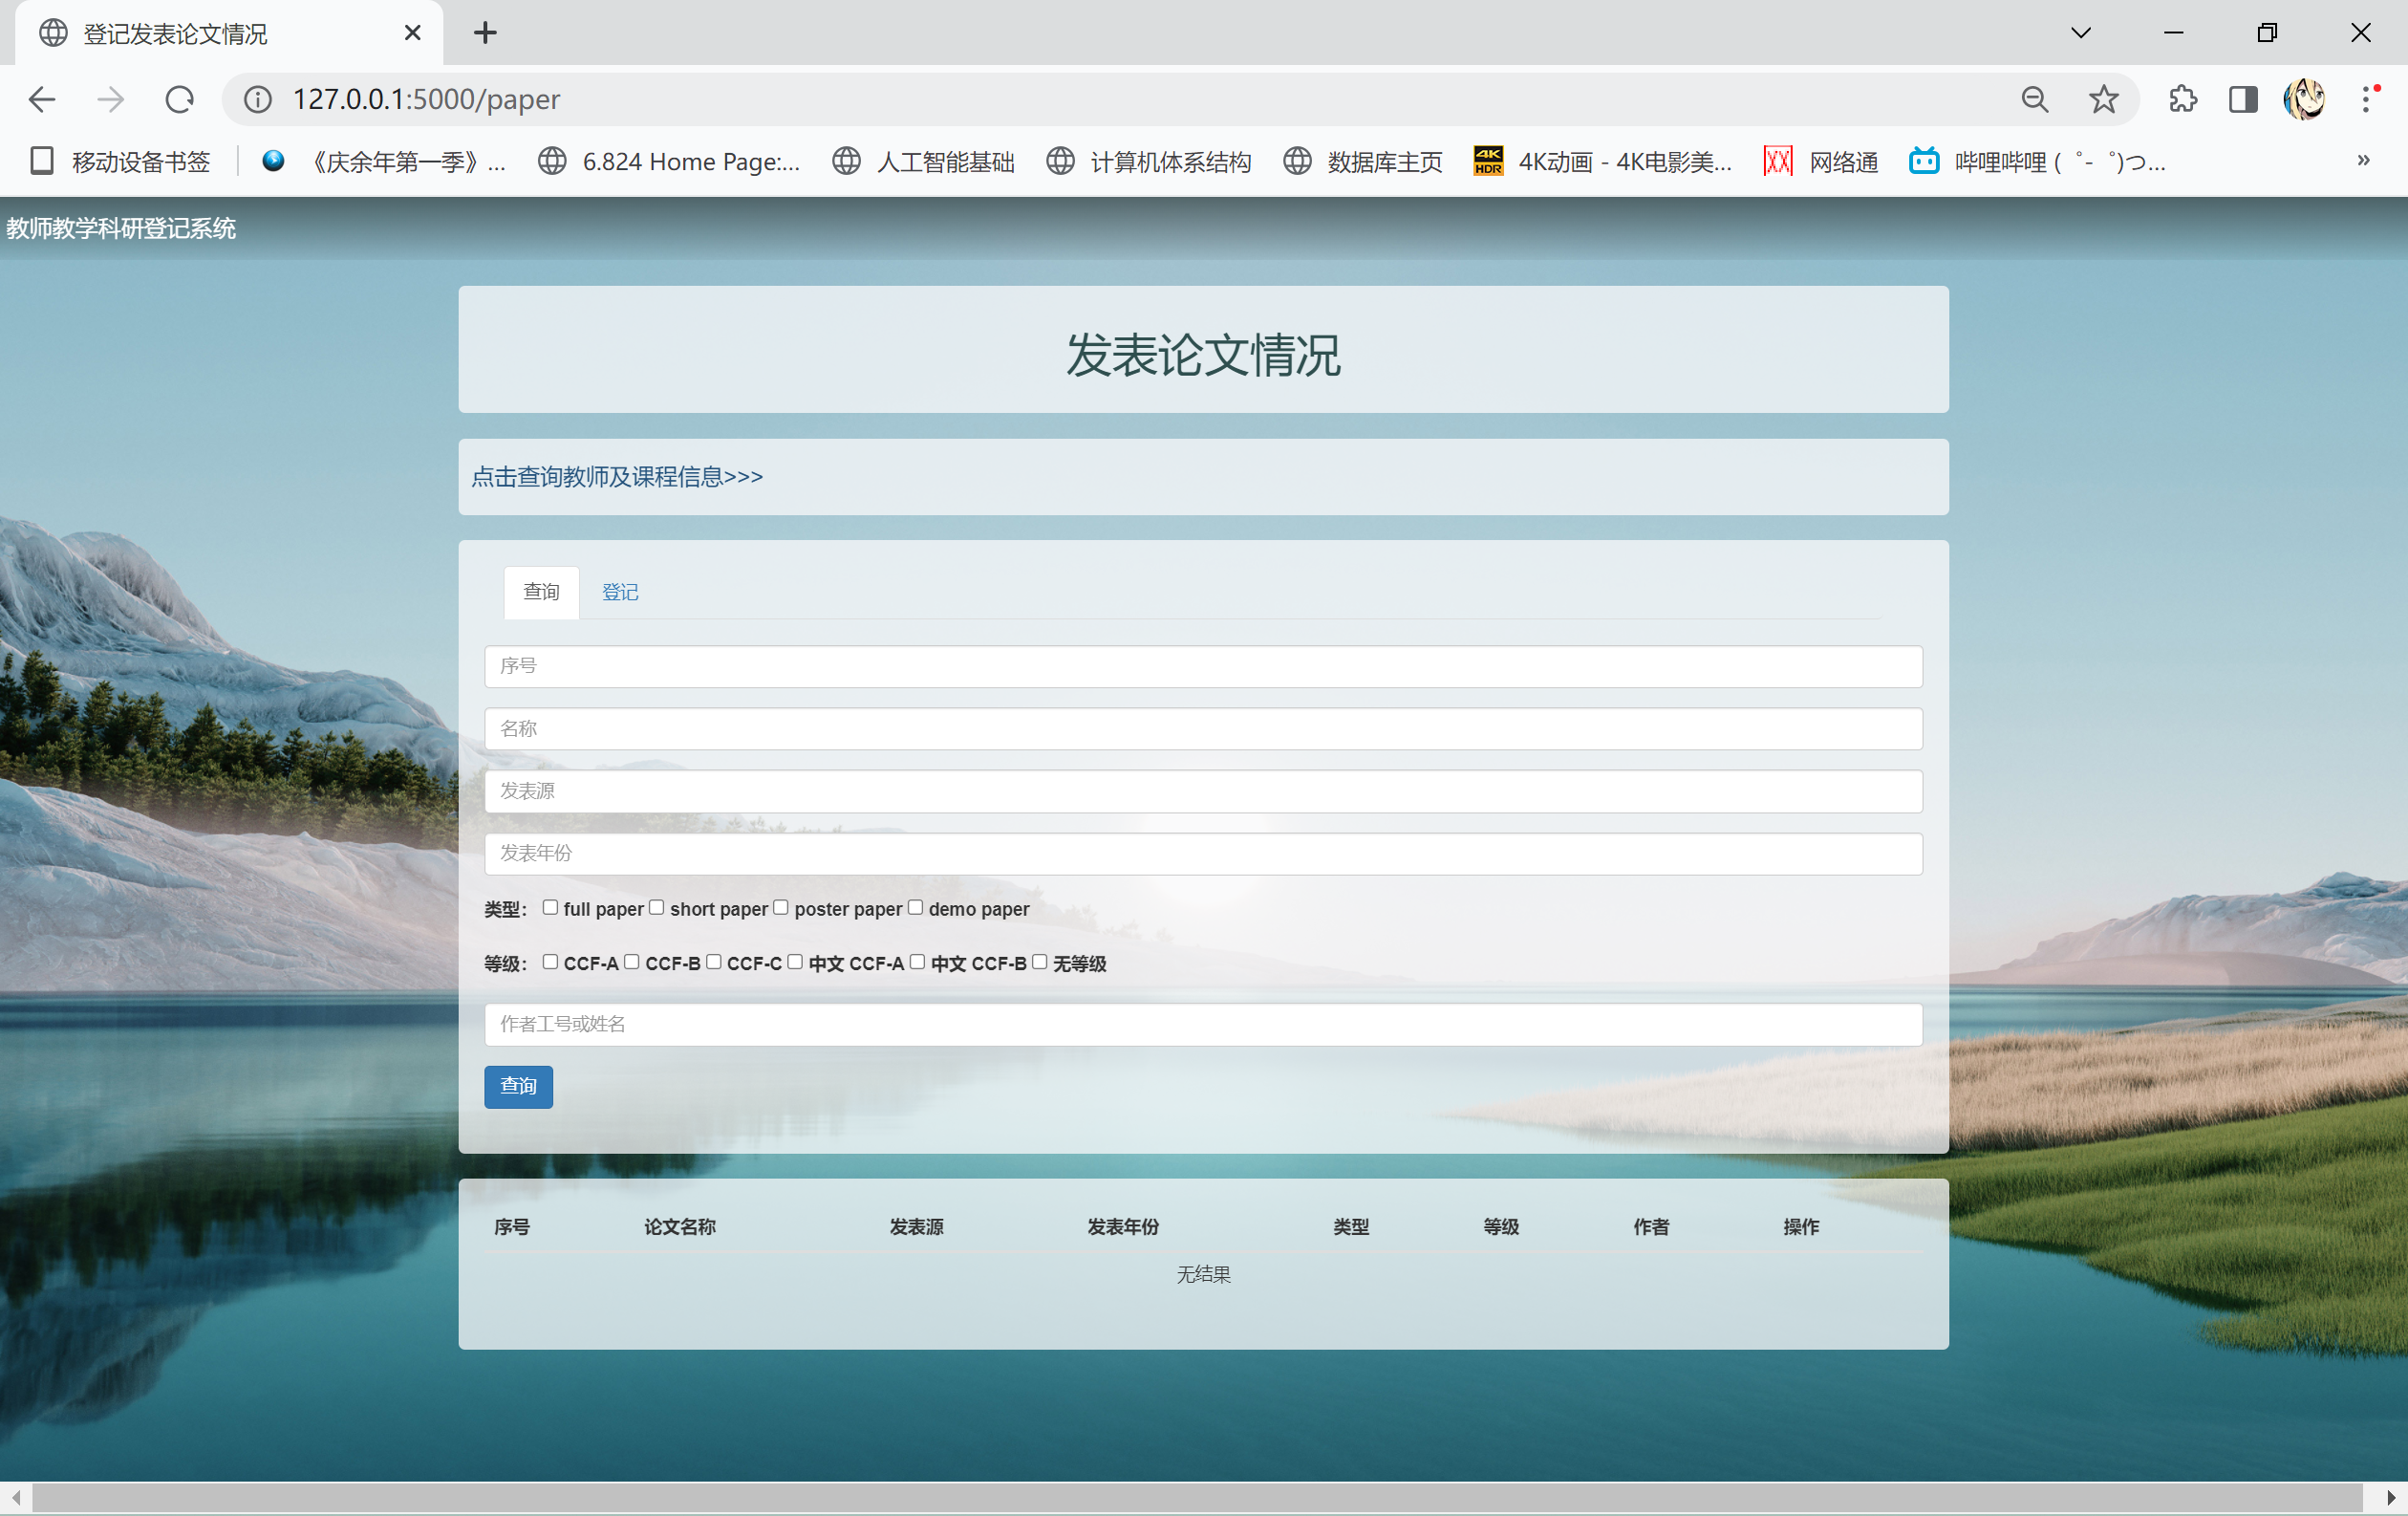 登记发表论文情况
127.0.0.1:5000/paper
移动设备书签 《庆余年第一季》... 6.824 Home Page:... 人工智能基础 计算机体系结构 数据库主页 4K HDR 4K动画 - 4K电影美... 网络通 哔哩哔哩 (゜-゜)つ... »
教师教学科研登记系统
发表论文情况
点击查询教师及课程信息>>>
查询 登记
序号
名称
发表源
发表年份
类型： full paper short paper poster paper demo paper
等级： CCF-A CCF-B CCF-C 中文 CCF-A 中文 CCF-B 无等级
作者工号或姓名
查询
序号 论文名称 发表源 发表年份 类型 等级 作者 操作
无结果